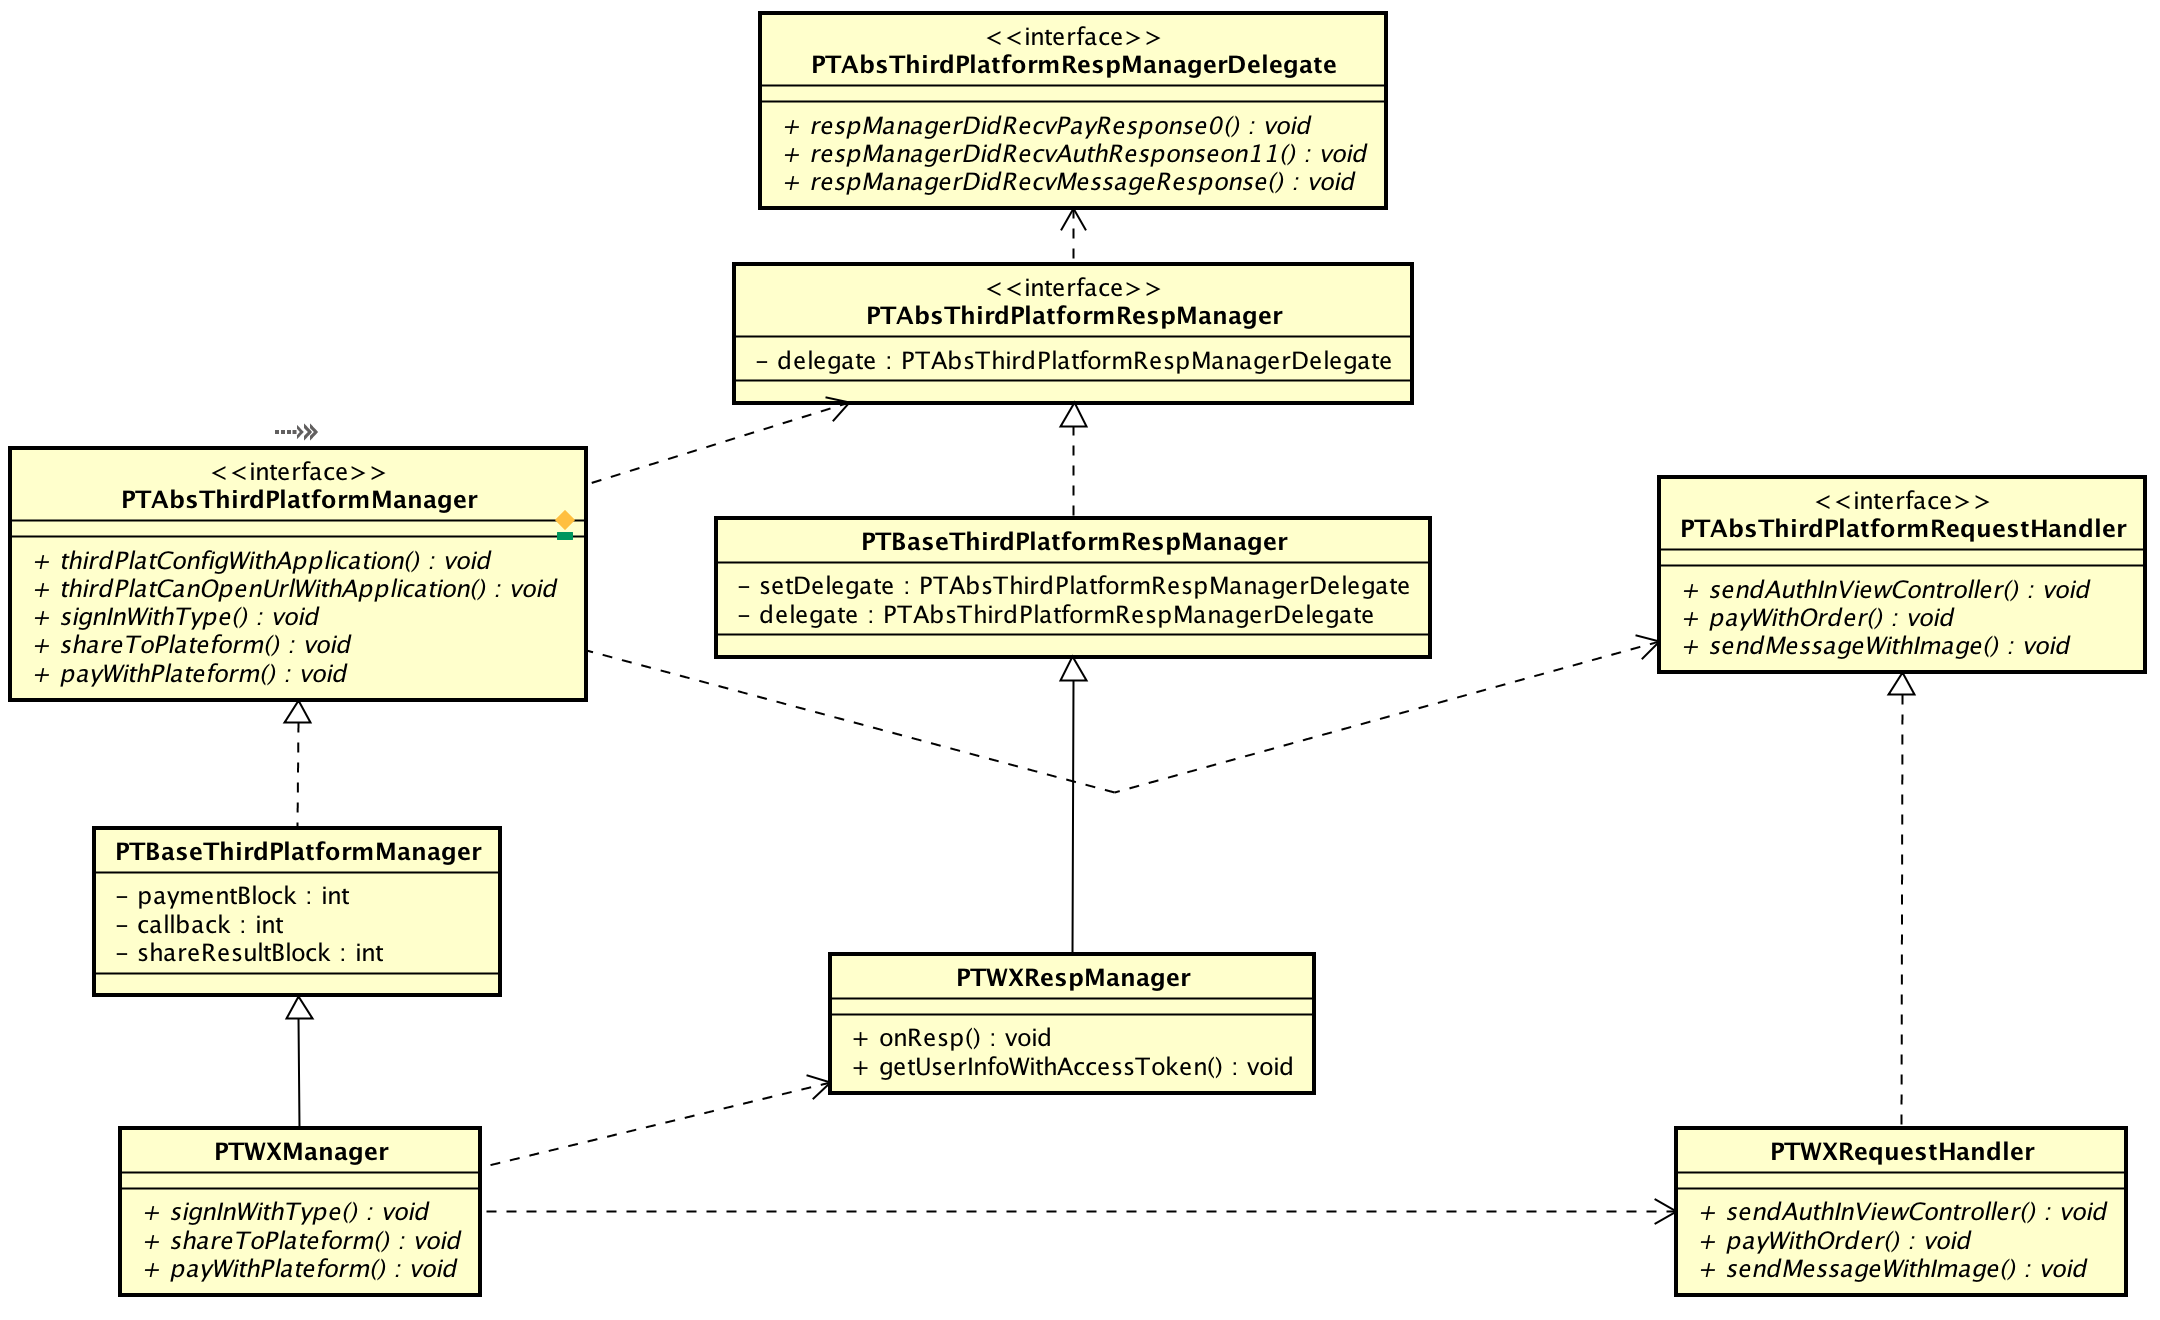 <<interface>>
PTAbsThirdPlatformRespManagerDelegate
+ respManagerDidRecvPayResponse0() : void
+ respManagerDidRecvAuthResponseon11() : void
+ respManagerDidRecvMessageResponse() : void
<<interface>>
PTAbsThirdPlatformRespManager
- delegate : PTAbsThirdPlatformRespManagerDelegate
<<interface>>
PTAbsThirdPlatformManager
+ thirdPlatConfigWithApplication() : void
+ thirdPlatCanOpenUrlWithApplication() : void
+ signInWithType() : void
+ shareToPlateform() : void
+ payWithPlateform() : void
PTBaseThirdPlatformRespManager
- setDelegate : PTAbsThirdPlatformRespManagerDelegate
- delegate : PTAbsThirdPlatformRespManagerDelegate
<<interface>>
PTAbsThirdPlatformRequestHandler
+ sendAuthInViewController() : void
+ payWithOrder() : void
+ sendMessageWithImage() : void
PTBaseThirdPlatformManager
- paymentBlock : int
- callback : int
- shareResultBlock : int
PTWXRespManager
+ onResp() : void
+ getUserInfoWithAccessToken() : void
PTWXManager
+ signInWithType() : void
+ shareToPlateform() : void
+ payWithPlateform() : void
PTWXRequestHandler
+ sendAuthInViewController() : void
+ payWithOrder() : void
+ sendMessageWithImage() : void